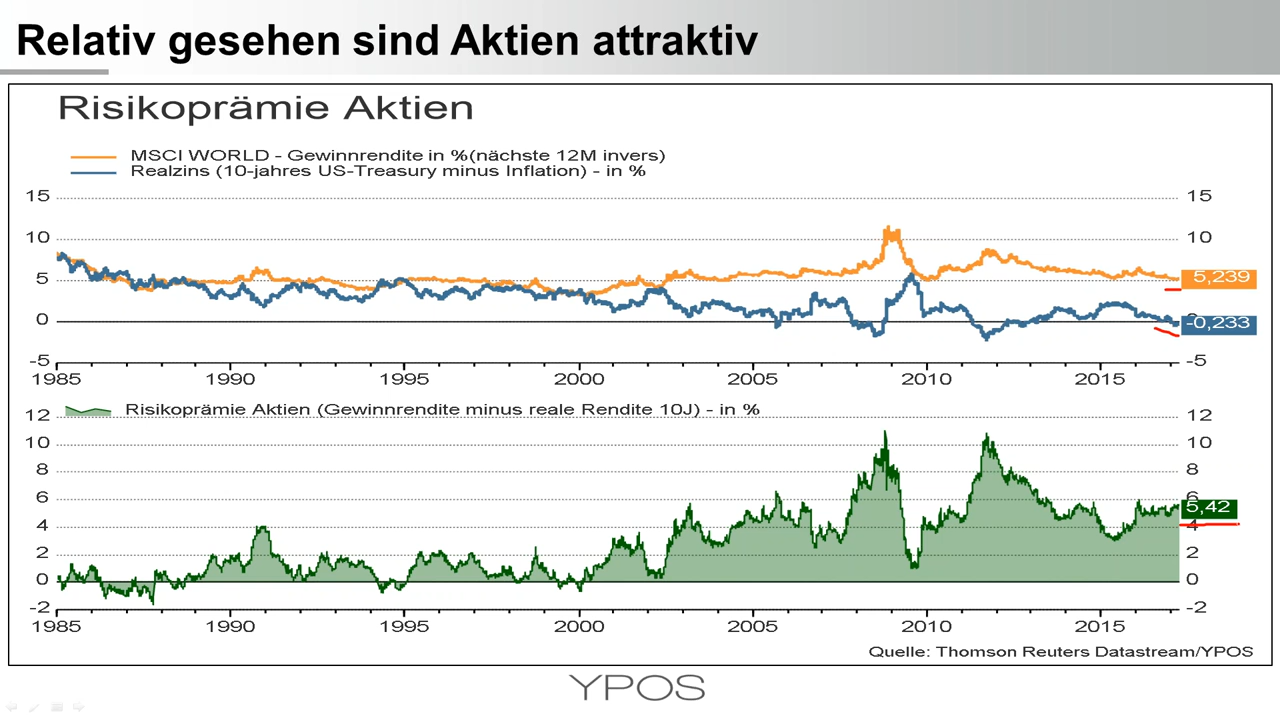 Relativ gesehen sind Aktien attraktiv
Risikoprämie Aktien
MSCI WORLD - Gewinnrendite in %(nächste 12M invers)
Realzins (10-jahres US-Treasury minus Inflation) - in %
15 15
10 10
5 5,239
0 0
-0,233
-5 -5
1985 1990 1995 2000 2005 2010 2015
Risikoprämie Aktien (Gewinnrendite minus reale Rendite 10J) - in %
12 12
10 10
8 8
6 6
5,42
4 4
2 2
0 0
-2 -2
1985 1990 1995 2000 2005 2010 2015
Quelle: Thomson Reuters Datastream/YPOS
YPOS